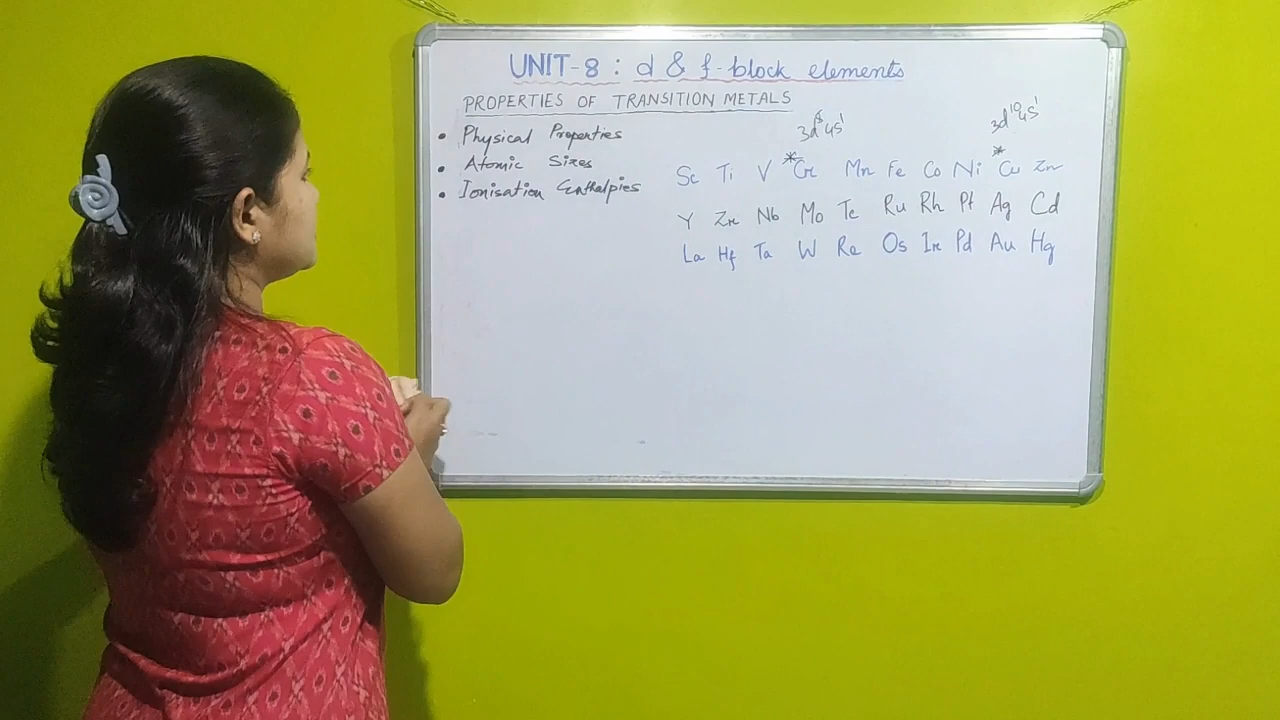 UNIT-8 : d & f-block elements
PROPERTIES OF TRANSITION METALS
• Physical Properties
• Atomic Sizes
• Ionisation Enthalpies
3d⁵4s¹ 3d¹⁰4s¹
Sc Ti V *Cr Mn Fe Co Ni *Cu Zn
Y Zr Nb Mo Tc Ru Rh Pt Ag Cd
La Hf Ta W Re Os Ir Pd Au Hg